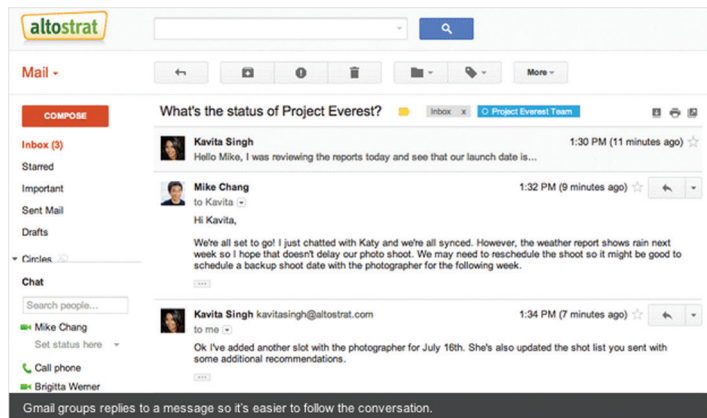 altostrat
Mail
More
COMPOSE
What's the status of Project Everest?
Inbox x
Project Everest Team
Inbox (3)
Starred
Important
Sent Mail
Drafts
Circles
Kavita Singh
1:30 PM (11 minutes ago)
Hello Mike, I was reviewing the reports today and see that our launch date is...
Mike Chang
1:32 PM (9 minutes ago)
to Kavita
Hi Kavita,
We're all set to go! I just chatted with Katy and we're all synced. However, the weather report shows rain next
week so I hope that doesn't delay our photo shoot. We may need to reschedule the shoot so it might be good to
schedule a backup shoot date with the photographer for the following week.
Chat
Search people...
Mike Chang
Set status here
Call phone
Brigitta Werner
Kavita Singh kavitasingh@altostrat.com
1:34 PM (7 minutes ago)
to me
Ok I've added another slot with the photographer for July 16th. She's also updated the shot list you sent with
some additional recommendations.
Gmail groups replies to a message so it's easier to follow the conversation.